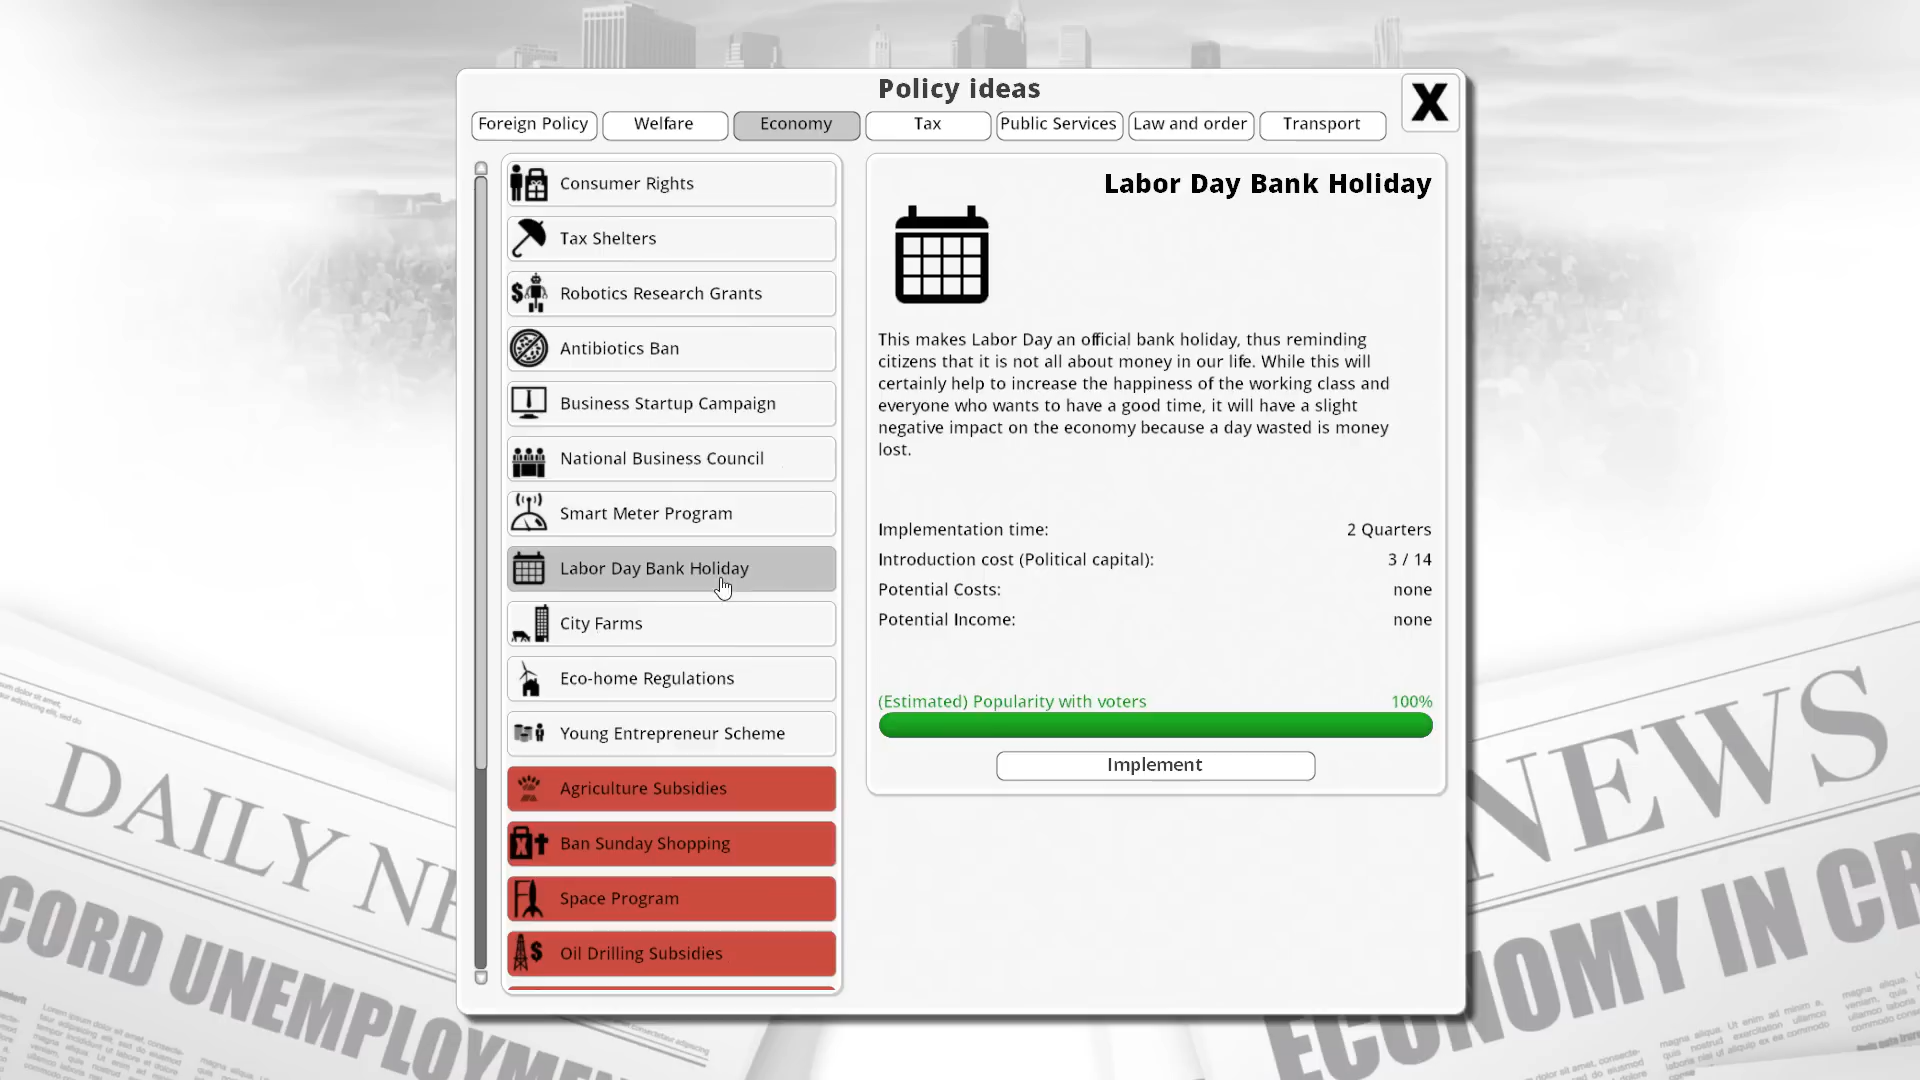 Policy ideas
X
Foreign Policy
Welfare
Economy
Tax
Public Services
Law and order
Transport
Consumer Rights
Tax Shelters
Robotics Research Grants
Antibiotics Ban
Business Startup Campaign
National Business Council
Smart Meter Program
Labor Day Bank Holiday
City Farms
Eco-home Regulations
Young Entrepreneur Scheme
Agriculture Subsidies
Ban Sunday Shopping
Space Program
Oil Drilling Subsidies
Labor Day Bank Holiday
This makes Labor Day an official bank holiday, thus reminding
citizens that it is not all about money in our life. While this will
certainly help to increase the happiness of the working class and
everyone who wants to have a good time, it will have a slight
negative impact on the economy because a day wasted is money
lost.
Implementation time: 2 Quarters
Introduction cost (Political capital): 3 / 14
Potential Costs: none
Potential Income: none
(Estimated) Popularity with voters 100%
Implement
DAILY NE
CORD UNEMPLOYME
NEWS
ECONOMY IN CR